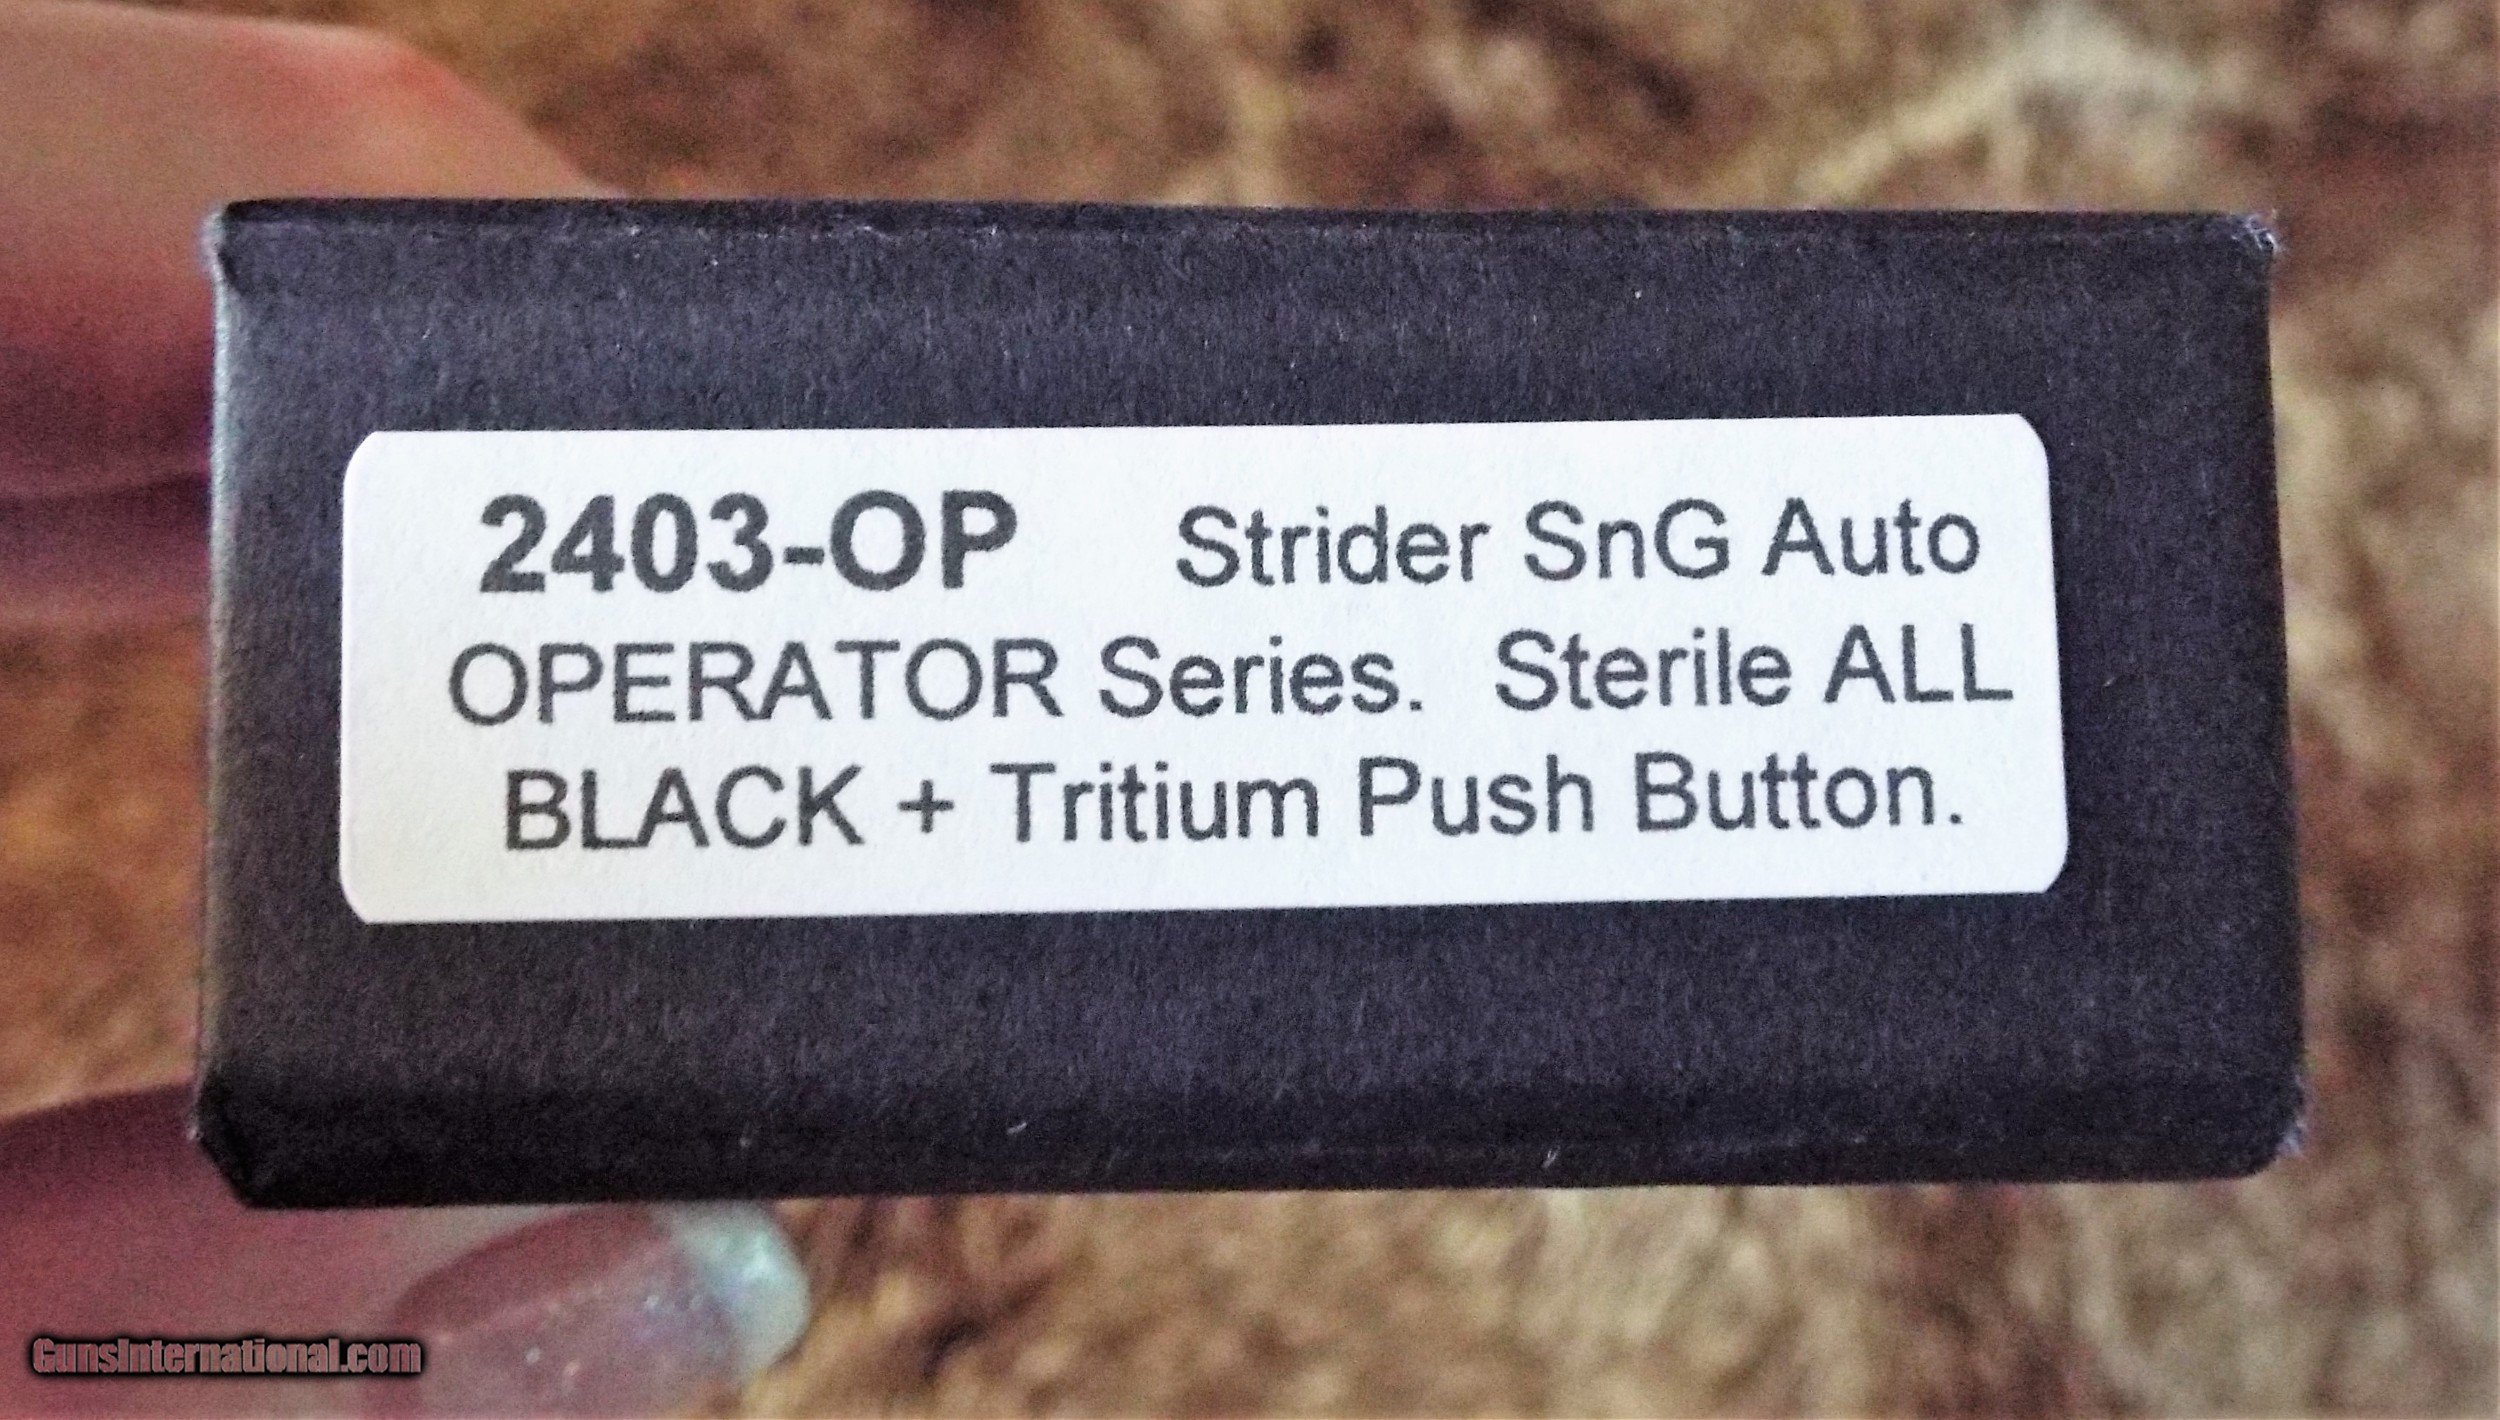 2403-OP Strider SnG Auto
OPERATOR Series. Sterile ALL
BLACK + Tritium Push Button.
GunsInternational.com